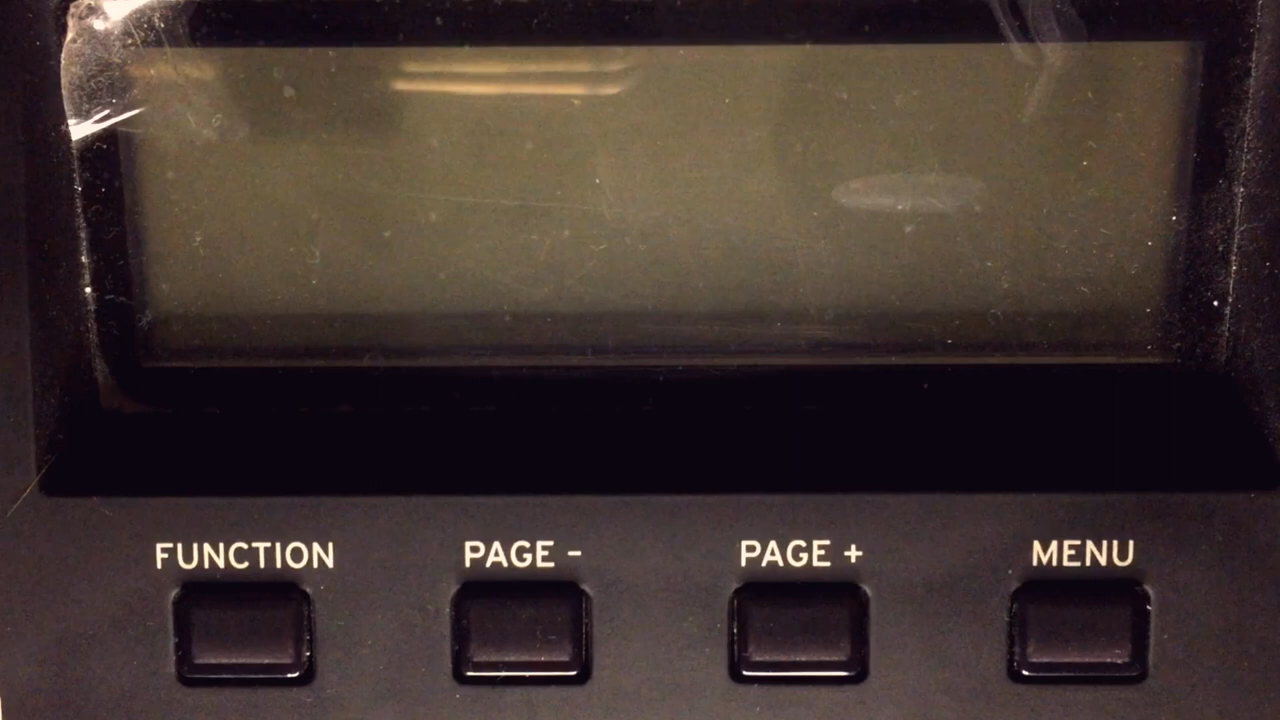 FUNCTION PAGE – PAGE + MENU